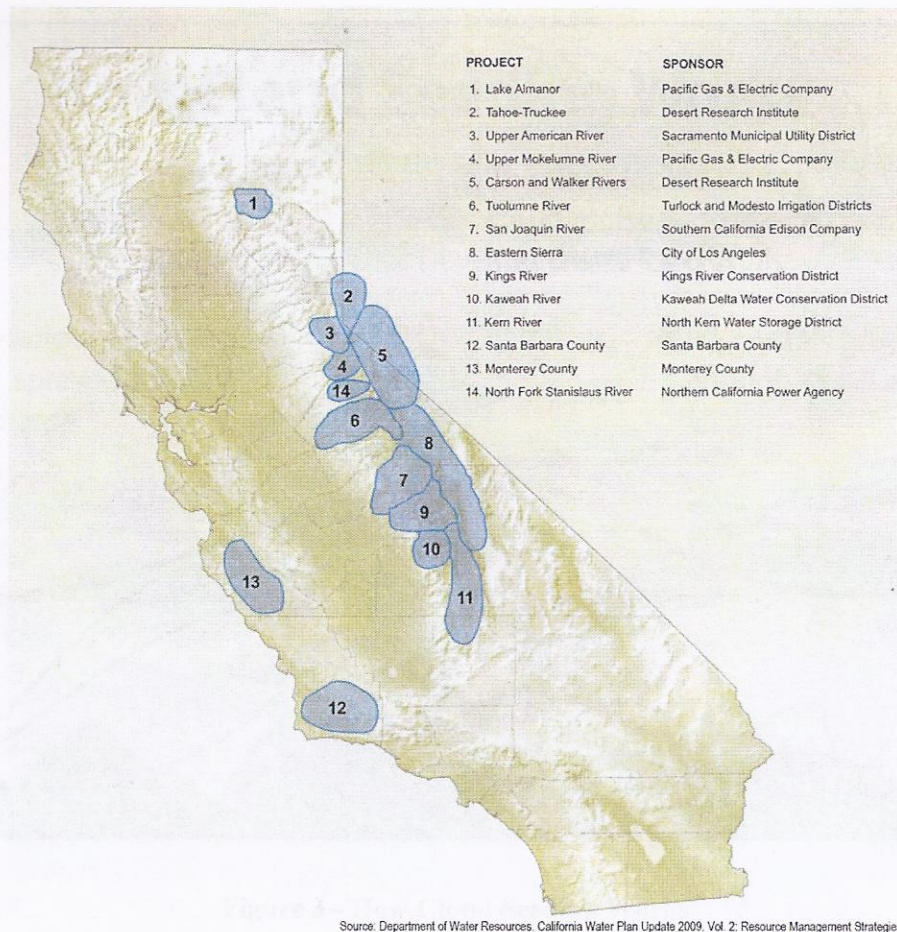 PROJECT SPONSOR
1. Lake Almanor Pacific Gas & Electric Company
2. Tahoe-Truckee Desert Research Institute
3. Upper American River Sacramento Municipal Utility District
4. Upper Mokelumne River Pacific Gas & Electric Company
5. Carson and Walker Rivers Desert Research Institute
6. Tuolumne River Turlock and Modesto Irrigation Districts
7. San Joaquin River Southern California Edison Company
8. Eastern Sierra City of Los Angeles
9. Kings River Kings River Conservation District
10. Kaweah River Kaweah Delta Water Conservation District
11. Kern River North Kern Water Storage District
12. Santa Barbara County Santa Barbara County
13. Monterey County Monterey County
14. North Fork Stanislaus River Northern California Power Agency
1
2
3
5
4
14
6
8
7
9
10
13
11
12
Source: Department of Water Resources. California Water Plan Update 2009. Vol. 2: Resource Management Strategie